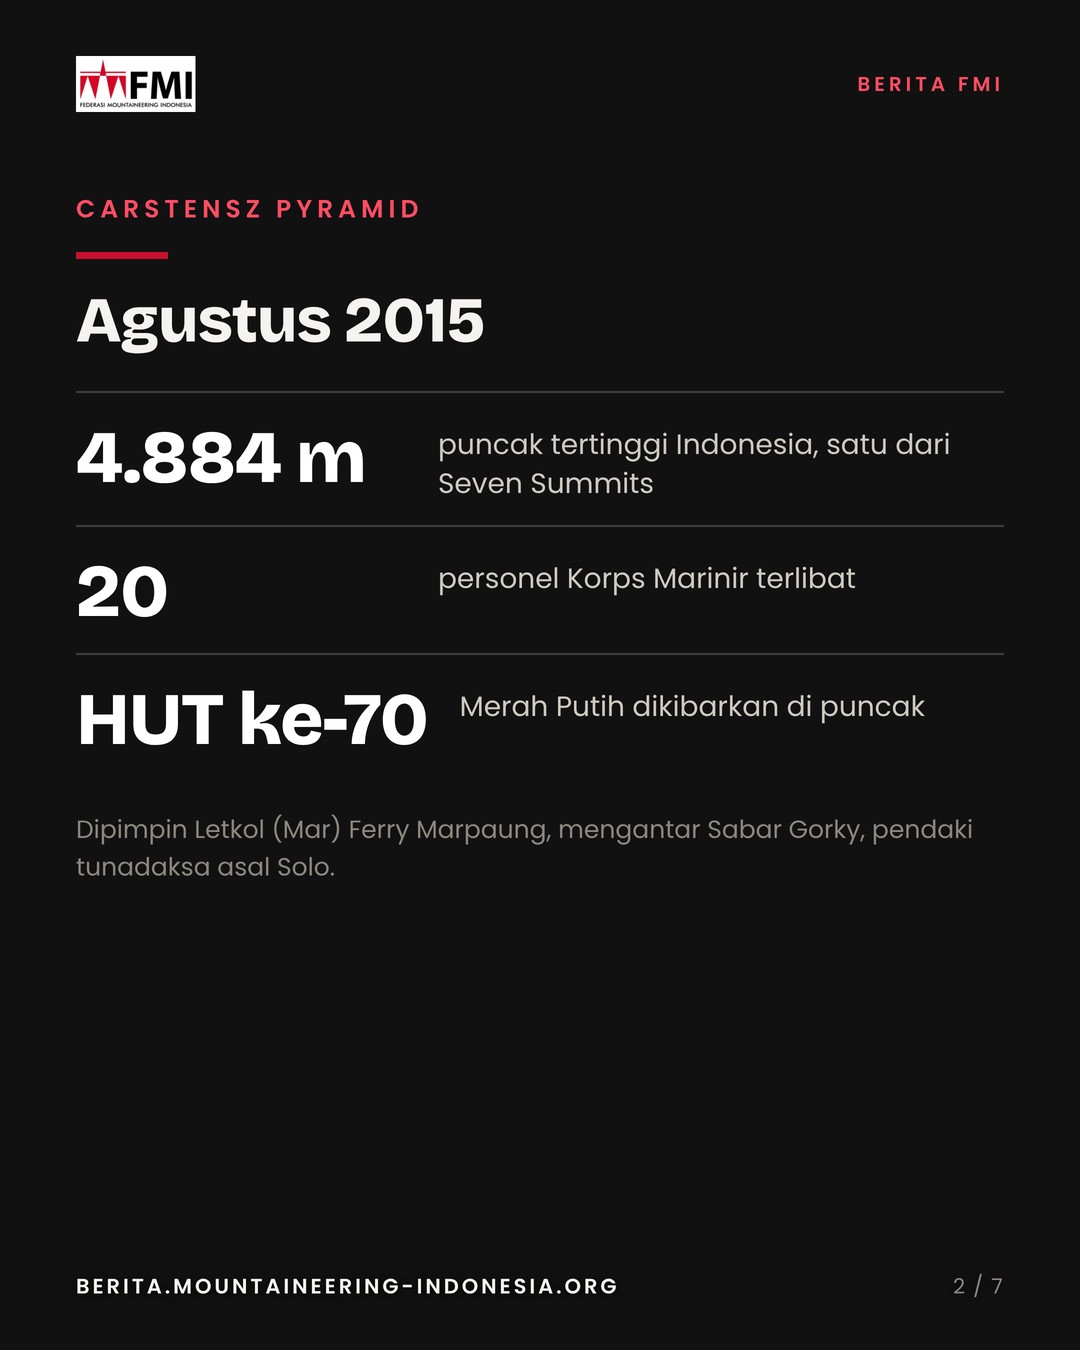 FMI
FEDERASI MOUNTAINEERING INDONESIA
BERITA FMI
CARSTENSZ PYRAMID
Agustus 2015
4.884 m
puncak tertinggi Indonesia, satu dari
Seven Summits
20
personel Korps Marinir terlibat
HUT ke-70
Merah Putih dikibarkan di puncak
Dipimpin Letkol (Mar) Ferry Marpaung, mengantar Sabar Gorky, pendaki
tunadaksa asal Solo.
BERITA.MOUNTAINEERING-INDONESIA.ORG
2 / 7